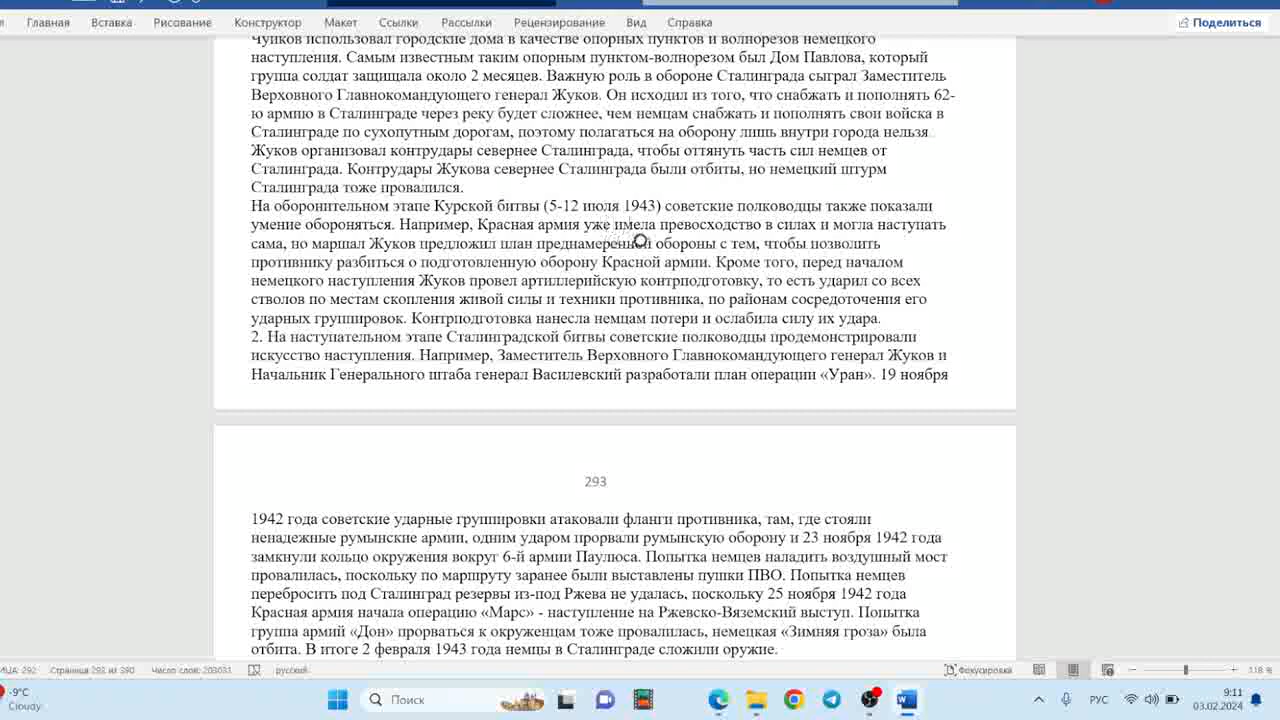 Главная Вставка Рисование Конструктор Макет Ссылки Рассылки Рецензирование Вид Справка Поделиться
Чуйков использовал городские дома в качестве опорных пунктов и волнорезов немецкого
наступления. Самым известным таким опорным пунктом-волнорезом был Дом Павлова, который
группа солдат защищала около 2 месяцев. Важную роль в обороне Сталинграда сыграл Заместитель
Верховного Главнокомандующего генерал Жуков. Он исходил из того, что снабжать и пополнять 62-
ю армию в Сталинграде через реку будет сложнее, чем немцам снабжать и пополнять свои войска в
Сталинграде по сухопутным дорогам, поэтому полагаться на оборону лишь внутри города нельзя.
Жуков организовал контрудары севернее Сталинграда, чтобы оттянуть часть сил немцев от
Сталинграда. Контрудары Жукова севернее Сталинграда были отбиты, но немецкий штурм
Сталинграда тоже провалился.
На оборонительном этапе Курской битвы (5-12 июля 1943) советские полководцы также показали
умение обороняться. Например, Красная армия уже имела превосходство в силах и могла наступать
сама, но маршал Жуков предложил план преднамеренной обороны с тем, чтобы позволить
противнику разбиться о подготовленную оборону Красной армии. Кроме того, перед началом
немецкого наступления Жуков провел артиллерийскую контрподготовку, то есть ударил со всех
стволов по местам скопления живой силы и техники противника, по районам сосредоточения его
ударных группировок. Контрподготовка нанесла немцам потери и ослабила силу их удара.
2. На наступательном этапе Сталинградской битвы советские полководцы продемонстрировали
искусство наступления. Например, Заместитель Верховного Главнокомандующего генерал Жуков и
Начальник Генерального штаба генерал Василевский разработали план операции «Уран». 19 ноября
293
1942 года советские ударные группировки атаковали фланги противника, там, где стояли
ненадежные румынские армии, одним ударом прорвали румынскую оборону и 23 ноября 1942 года
замкнули кольцо окружения вокруг 6-й армии Паулюса. Попытка немцев наладить воздушный мост
провалилась, поскольку по маршруту заранее были выставлены пушки ПВО. Попытка немцев
перебросить под Сталинград резервы из-под Ржева не удалась, поскольку 25 ноября 1942 года
Красная армия начала операцию «Марс» - наступление на Ржевско-Вяземский выступ. Попытка
группа армий «Дон» прорваться к окруженцам тоже провалилась, немецкая «Зимняя гроза» была
отбита. В итоге 2 февраля 1943 года немцы в Сталинграде сложили оружие.
Страница 293 из 390 Число слов: 203031 русский Фокусировка 118 %
-9°C
Cloudy
Поиск
РУС
9:11
03.02.2024